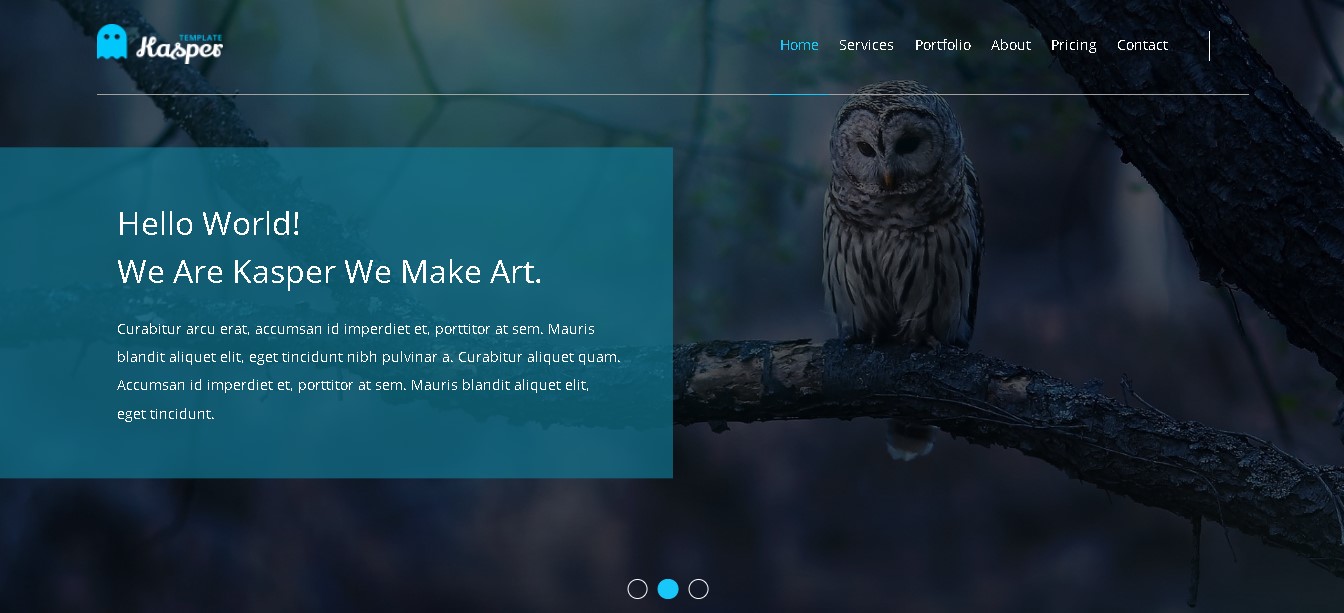 TEMPLATE
Kasper
Home Services Portfolio About Pricing Contact
Hello World!
We Are Kasper We Make Art.
Curabitur arcu erat, accumsan id imperdiet et, porttitor at sem. Mauris
blandit aliquet elit, eget tincidunt nibh pulvinar a. Curabitur aliquet quam.
Accumsan id imperdiet et, porttitor at sem. Mauris blandit aliquet elit,
eget tincidunt.